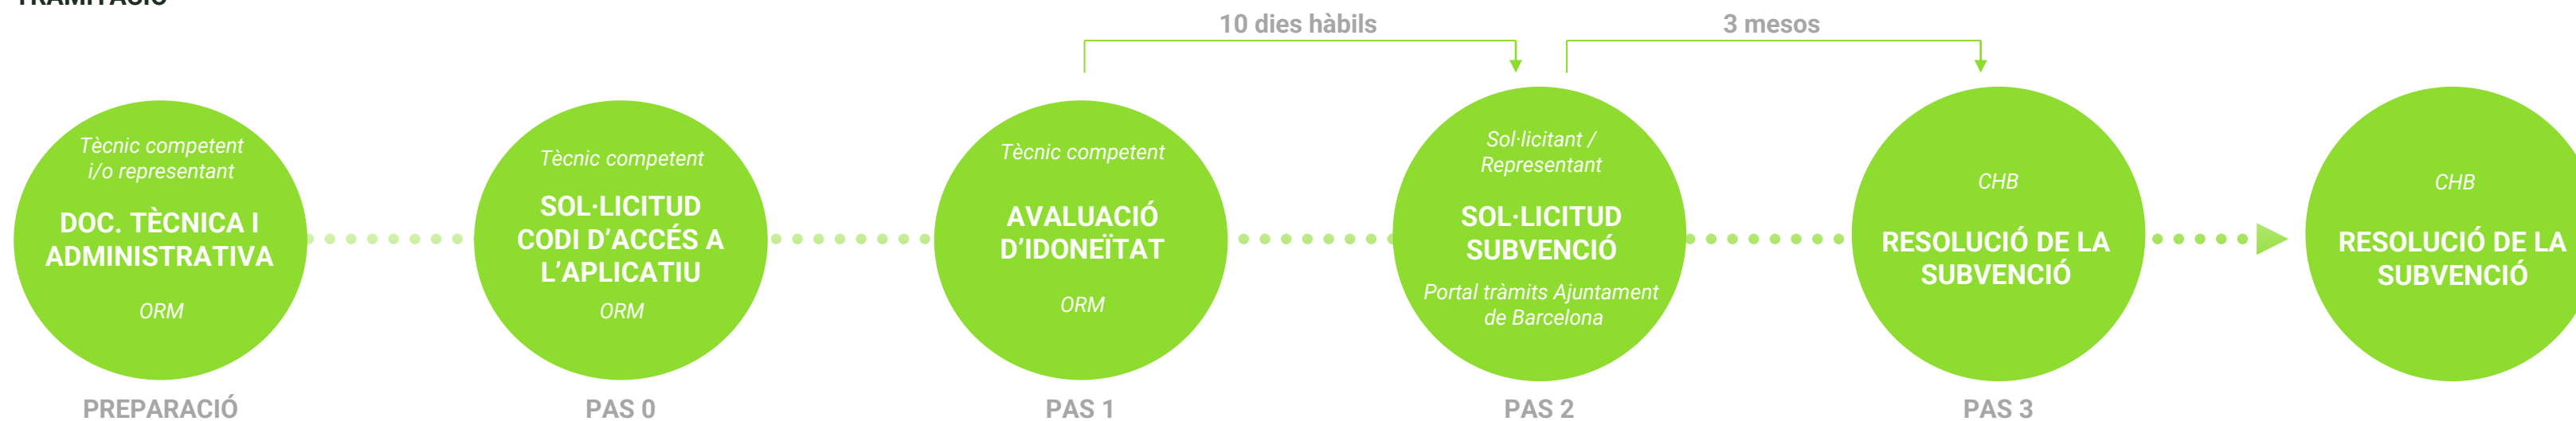 TRAMITACIÓ
10 dies hàbils
3 mesos
Tècnic competent
i/o representant
DOC. TÈCNICA I
ADMINISTRATIVA
ORM
PREPARACIÓ
Tècnic competent
SOL·LICITUD
CODI D’ACCÉS A
L’APLICATIU
ORM
PAS 0
Tècnic competent
AVALUACIÓ
D’IDONEÏTAT
ORM
PAS 1
Sol·licitant /
Representant
SOL·LICITUD
SUBVENCIÓ
Portal tràmits Ajuntament
de Barcelona
PAS 2
CHB
RESOLUCIÓ DE LA
SUBVENCIÓ
PAS 3
CHB
RESOLUCIÓ DE LA
SUBVENCIÓ